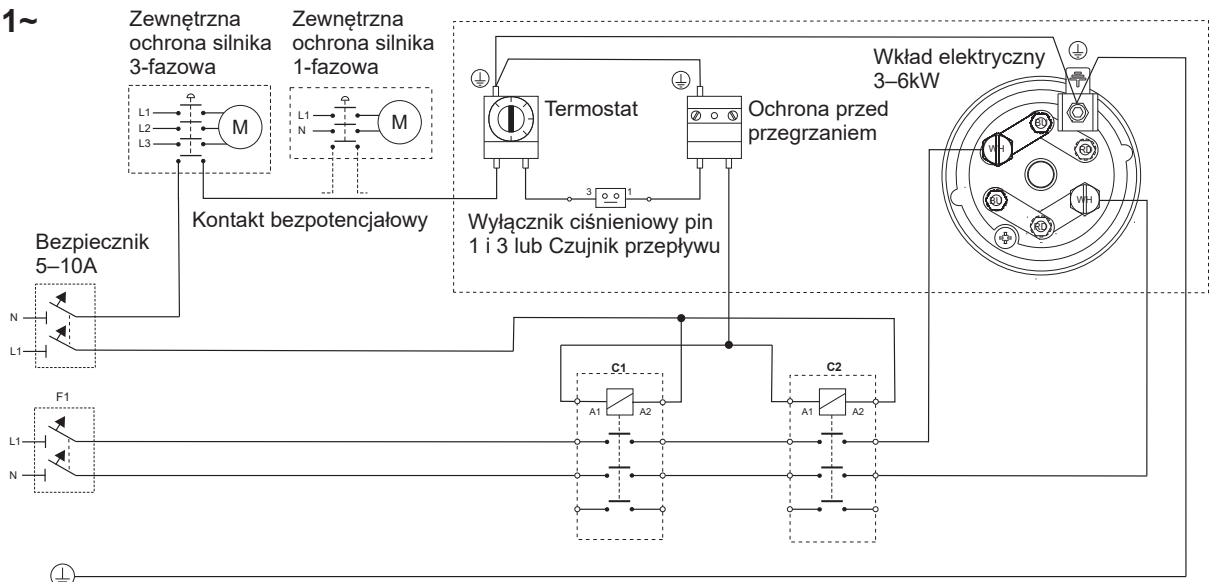 1~
Zewnętrzna
ochrona silnika
3-fazowa
Zewnętrzna
ochrona silnika
1-fazowa
L1
L2
L3
M
L1
N
M
Termostat
Ochrona przed
przegrzaniem
Wkład elektryczny
3–6kW
BU
WH
RD
BU
WH
RD
Kontakt bezpotencjałowy
3
1
Wyłącznik ciśnieniowy pin
1 i 3 lub Czujnik przepływu
Bezpiecznik
5–10A
N
L1
F1
L1
N
C1
A1
A2
C2
A1
A2